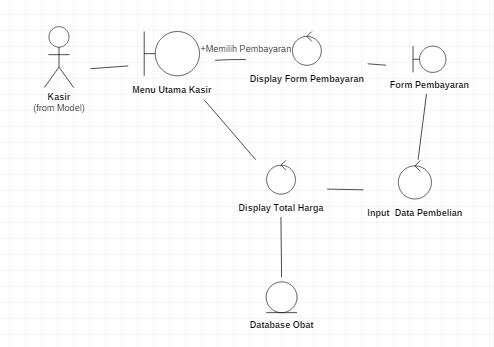 +Memilih Pembayaran
Display Form Pembayaran
Form Pembayaran
Menu Utama Kasir
Kasir
(from Model)
Display Total Harga
Input  Data Pembelian
Database Obat